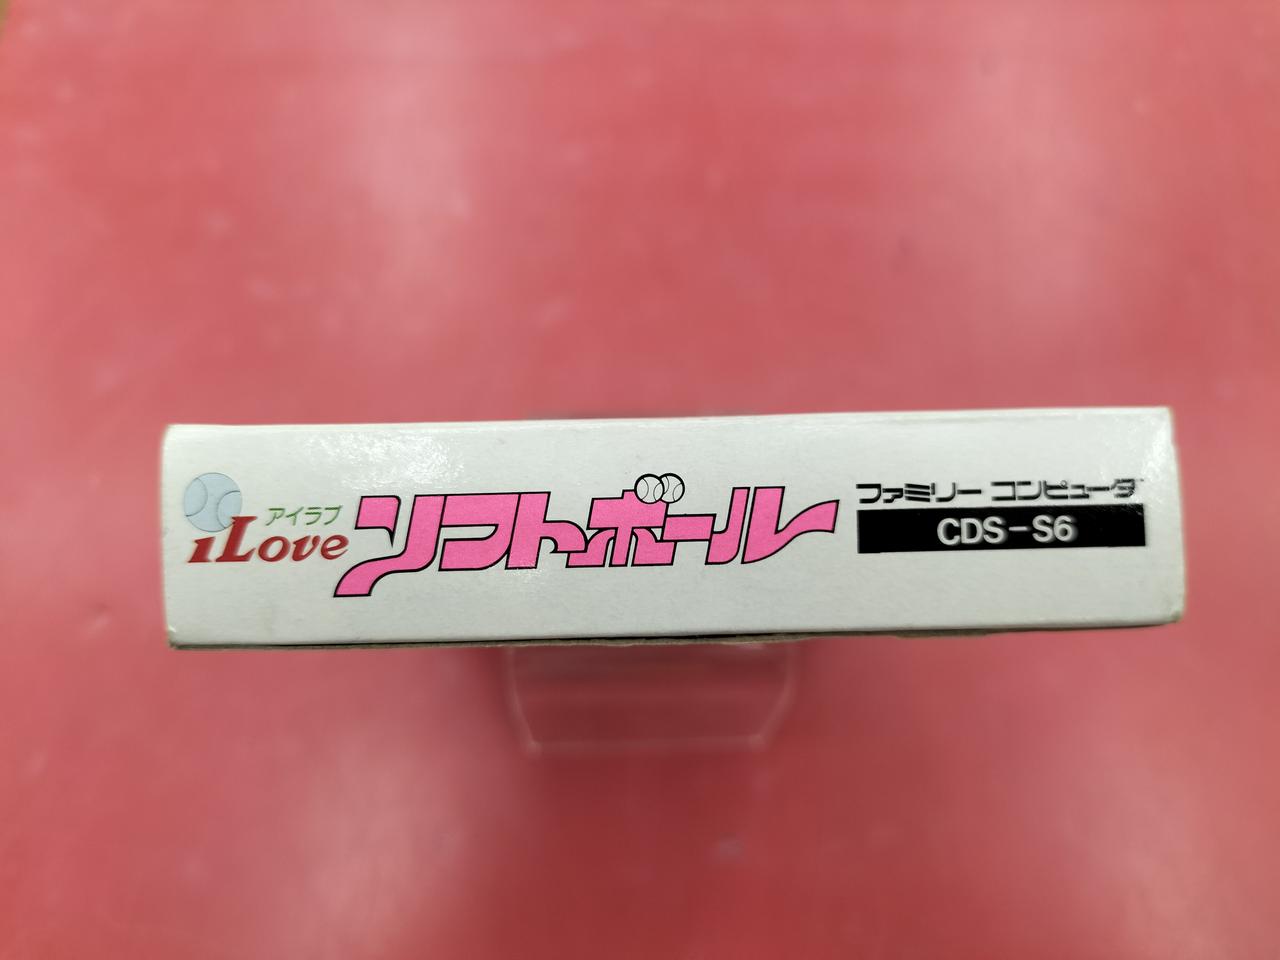 アイラブ
iLove
ソフトボール
ファミリー コンピュータ
CDS-S6